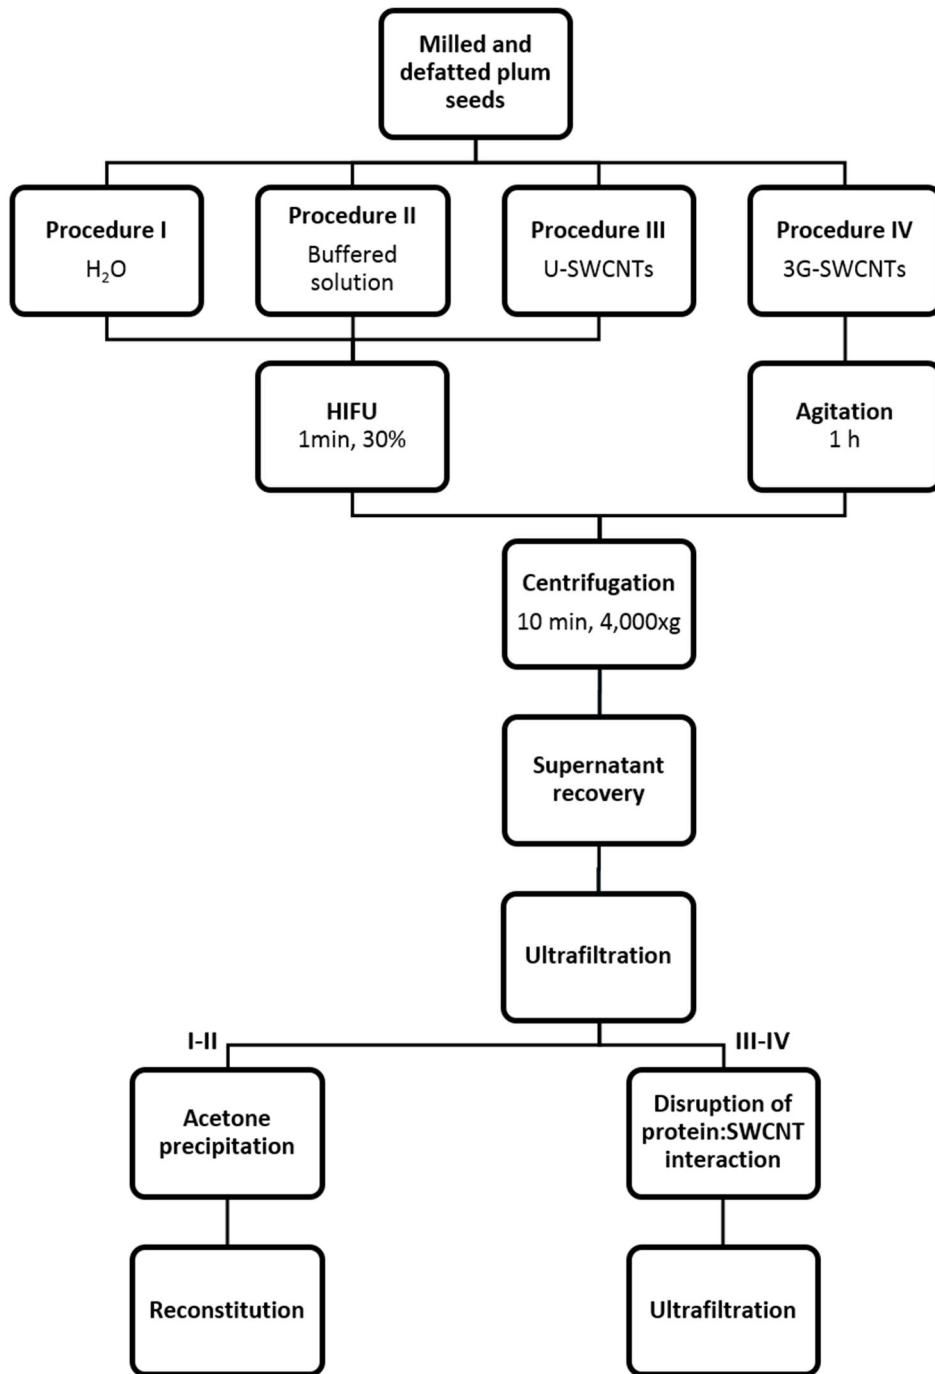 Milled and
defatted plum
seeds
Procedure I
H₂O
Procedure II
Buffered
solution
Procedure III
U-SWCNTs
Procedure IV
3G-SWCNTs
HIFU
1min, 30%
Agitation
1 h
Centrifugation
10 min, 4,000xg
Supernatant
recovery
Ultrafiltration
I-II
III-IV
Acetone
precipitation
Disruption of
protein:SWCNT
interaction
Reconstitution
Ultrafiltration